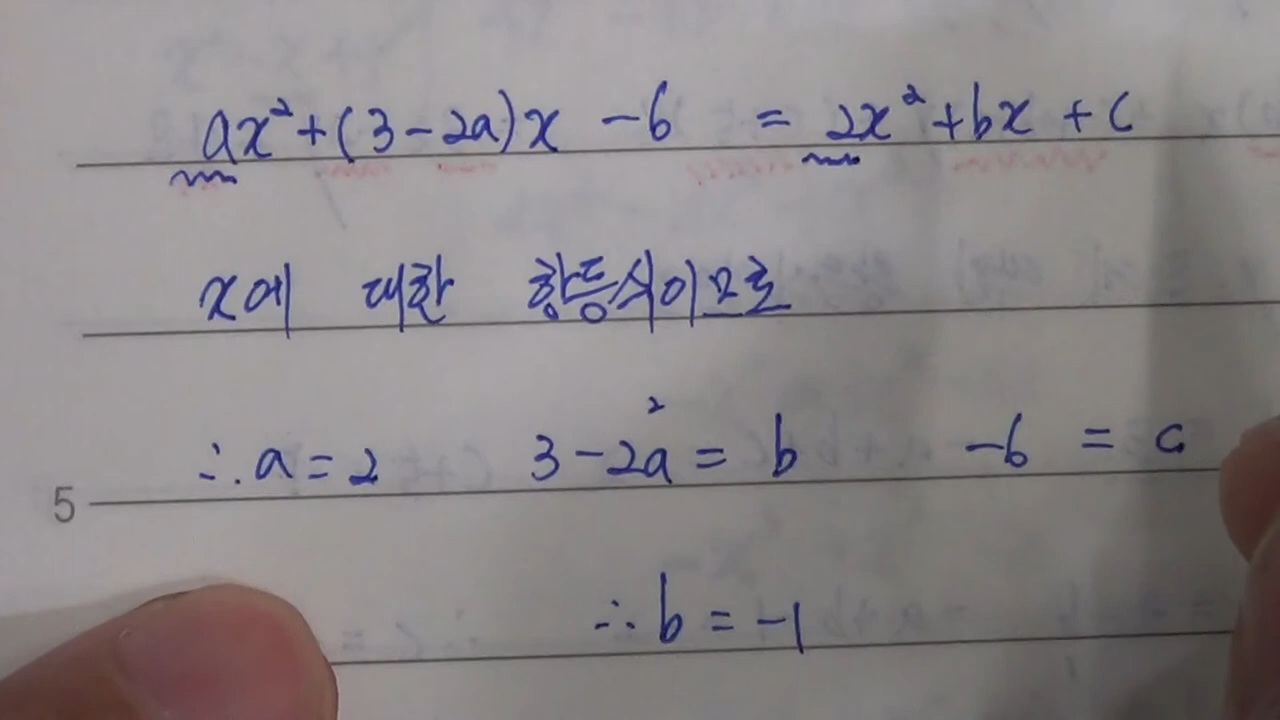 ax²+(3-2a)x -6 = 2x²+bx+c
x에 대한 항등식이므로
2
∴a=2 3-2a= b -6 = c
5
∴b=-1